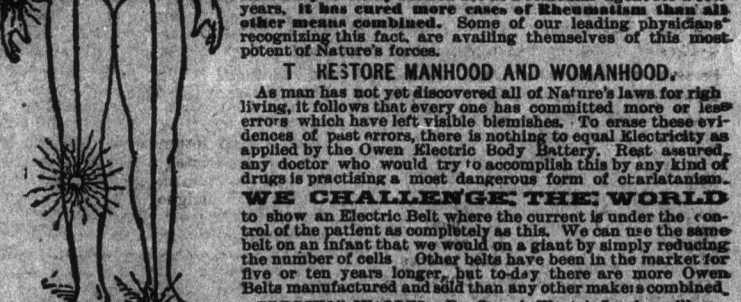 years, it has cured more cases of Rheumatism than all
other means combined. Some of our leading physicians
recognizing this fact, are availing themselves of this most
potent of Nature's forces.
T RESTORE MANHOOD AND WOMANHOOD.
As man has not yet discovered all of Nature's laws for righ
living, it follows that every one has committed more or less
errors which have left visible blemishes. To erase these evi-
dences of past errors, there is nothing to equal Electricity as
applied by the Owen Electric Body Battery. Rest assured,
any doctor who would try to accomplish this by any kind of
drugs is practising a most dangerous form of charlatanism.
WE CHALLENGE THE WORLD
to show an Electric Belt where the current is under the con-
trol of the patient as completely as this. We can use the same
belt on an infant that we would on a giant by simply reducing
the number of cells Other belts have been in the market for
five or ten years longer, but to-day there are more Owen
Belts manufactured and sold than any other makers combined.